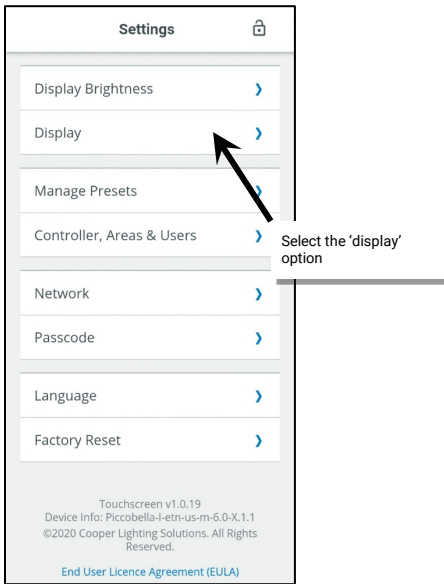 Settings
Display Brightness
Display
Manage Presets
Controller, Areas & Users
Select the ‘display’
option
Network
Passcode
Language
Factory Reset
Touchscreen v1.0.19
Device Info: Piccobella-I-etn-us-m-6.0-X.1.1
©2020 Cooper Lighting Solutions. All Rights
Reserved.
End User Licence Agreement (EULA)